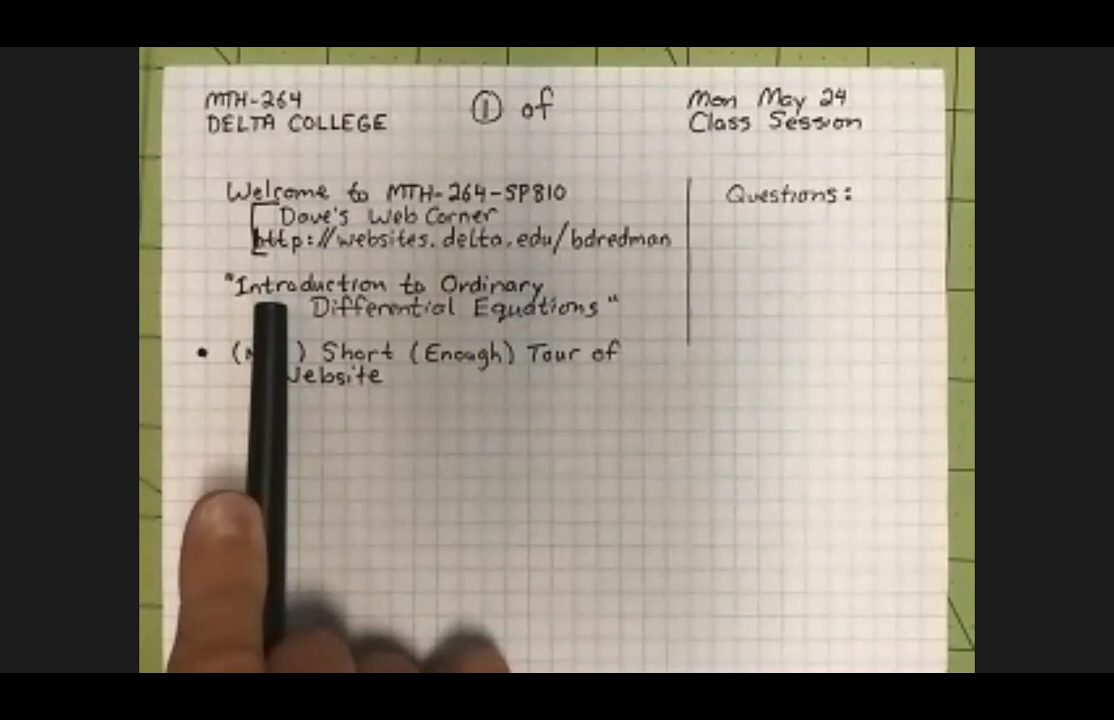 MTH-264
DELTA COLLEGE
① of
Mon May 24
Class Session
Welcome to MTH-264-SP810
Dave's Web Corner
http://websites.delta.edu/bdredman
"Introduction to Ordinary
Differential Equations"
• ( ) Short (Enough) Tour of
Website
Questions: